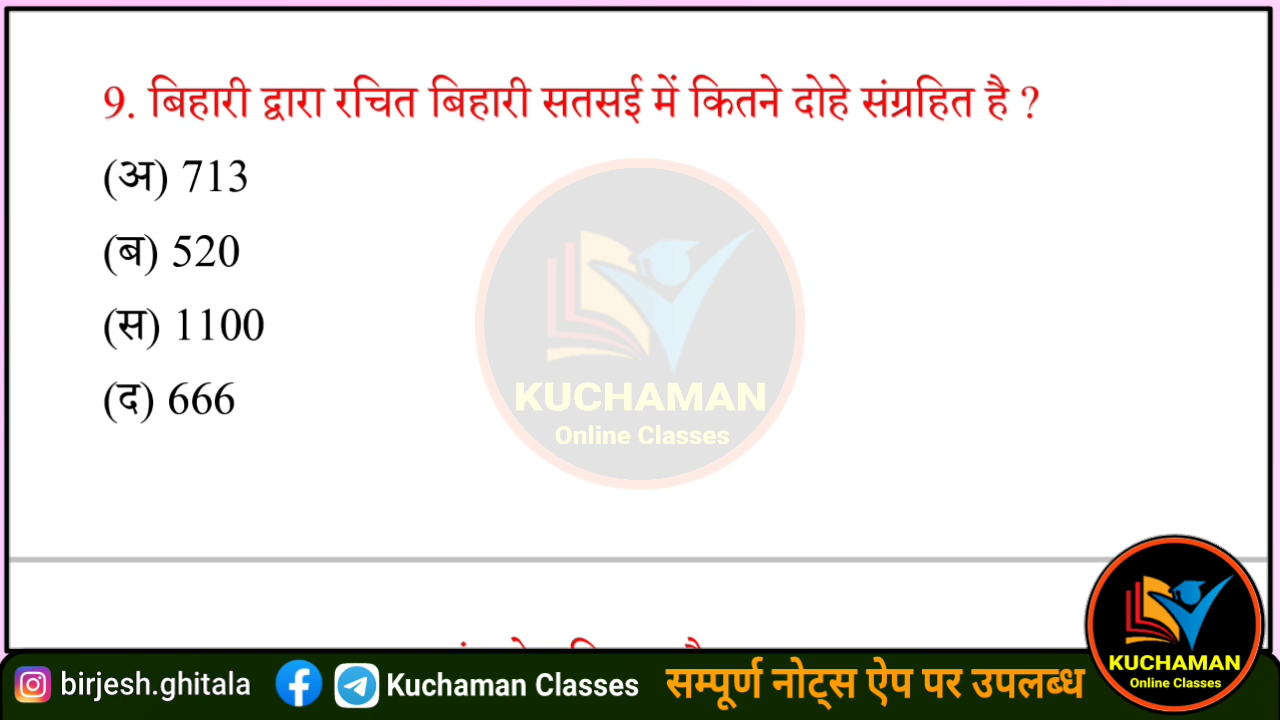 9. बिहारी द्वारा रचित बिहारी सतसई में कितने दोहे संग्रहित है ?
(अ) 713
(ब) 520
(स) 1100
(द) 666
KUCHAMAN
Online Classes
KUCHAMAN
Online Classes
birjesh.ghitala
Kuchaman Classes
सम्पूर्ण नोट्स ऐप पर उपलब्ध